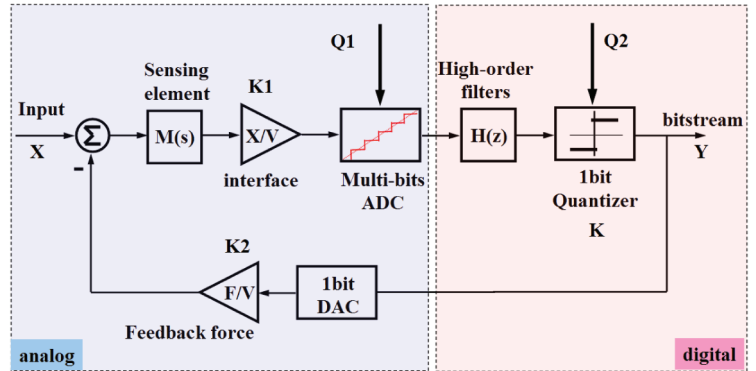 Q1
Q2
Sensing
element
K1
High-order
filters
Input
X
Σ
M(s)
X/V
H(z)
bitstream
Y
-
interface
Multi-bits
ADC
1bit
Quantizer
K
K2
F/V
1bit
DAC
Feedback force
analog
digital